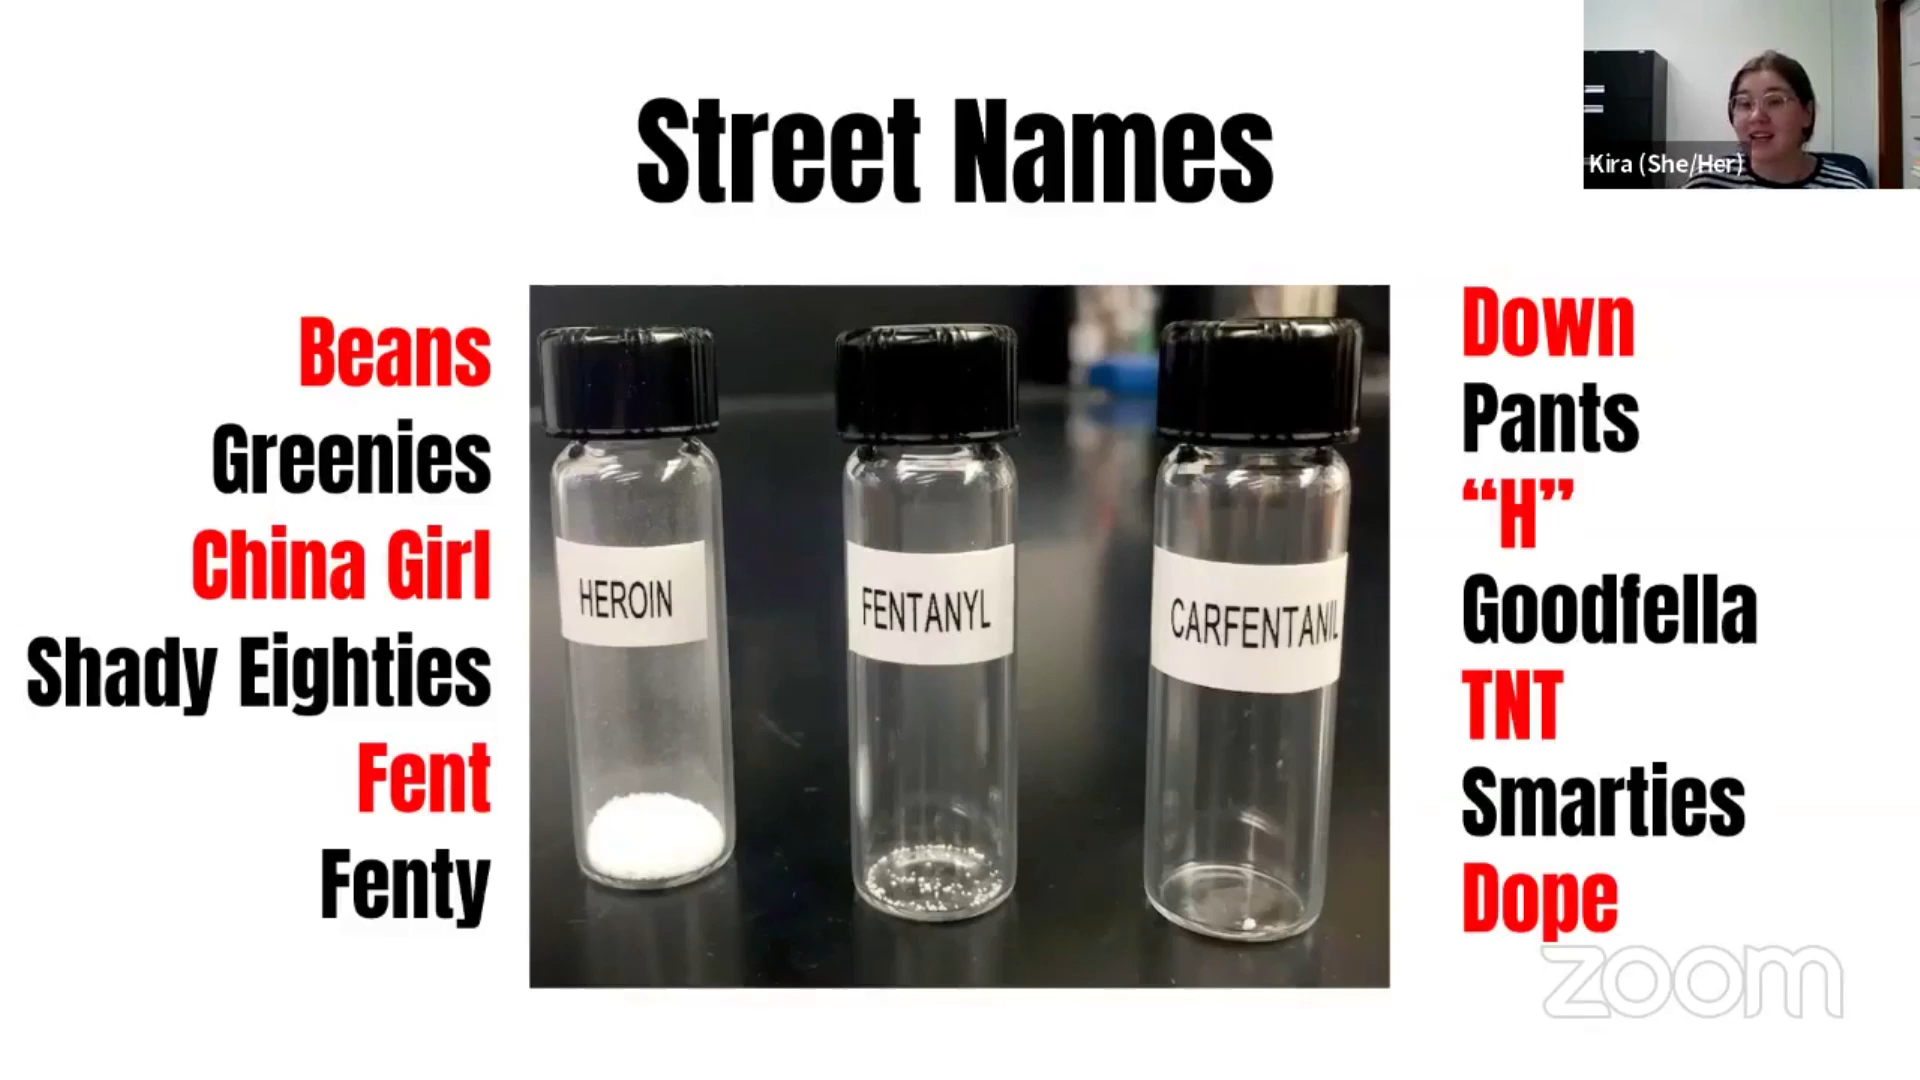 Street Names
Kira (She/Her)
Beans
Greenies
China Girl
Shady Eighties
Fent
Fenty
HEROIN
FENTANYL
CARFENTANIL
Down
Pants
“H”
Goodfella
TNT
Smarties
Dope
zoom